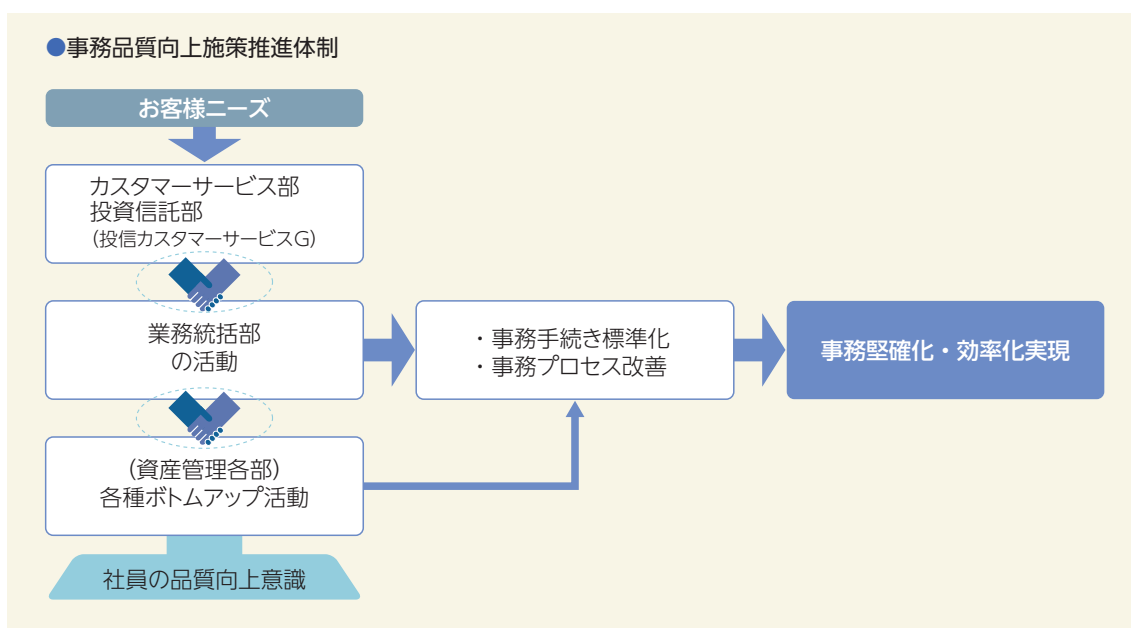 ●事務品質向上施策推進体制
お客様ニーズ
カスタマーサービス部
投資信託部
（投信カスタマーサービスG）
業務統括部
の活動
・事務手続き標準化
・事務プロセス改善
事務堅確化・効率化実現
（資産管理各部）
各種ボトムアップ活動
社員の品質向上意識